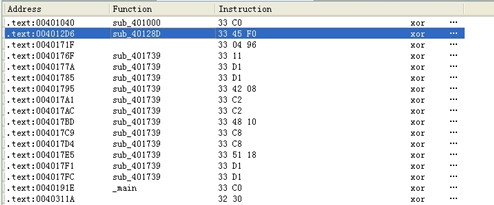 Address Function Instruction
.text:00401040 sub_401000 33 C0 xor ...
.text:004012D6 sub_40128D 33 45 F0 xor ...
.text:0040171F 33 04 96 xor ...
.text:0040176F sub_401739 33 11 xor ...
.text:0040177A sub_401739 33 D1 xor ...
.text:00401785 sub_401739 33 D1 xor ...
.text:00401795 sub_401739 33 42 08 xor ...
.text:004017A1 sub_401739 33 C2 xor ...
.text:004017AC sub_401739 33 C2 xor ...
.text:004017BD sub_401739 33 48 10 xor ...
.text:004017C9 sub_401739 33 C8 xor ...
.text:004017D4 sub_401739 33 C8 xor ...
.text:004017E5 sub_401739 33 51 18 xor ...
.text:004017F1 sub_401739 33 D1 xor ...
.text:004017FC sub_401739 33 D1 xor ...
.text:0040191E _main 33 C0 xor ...
.text:0040311A 32 30 xor ...